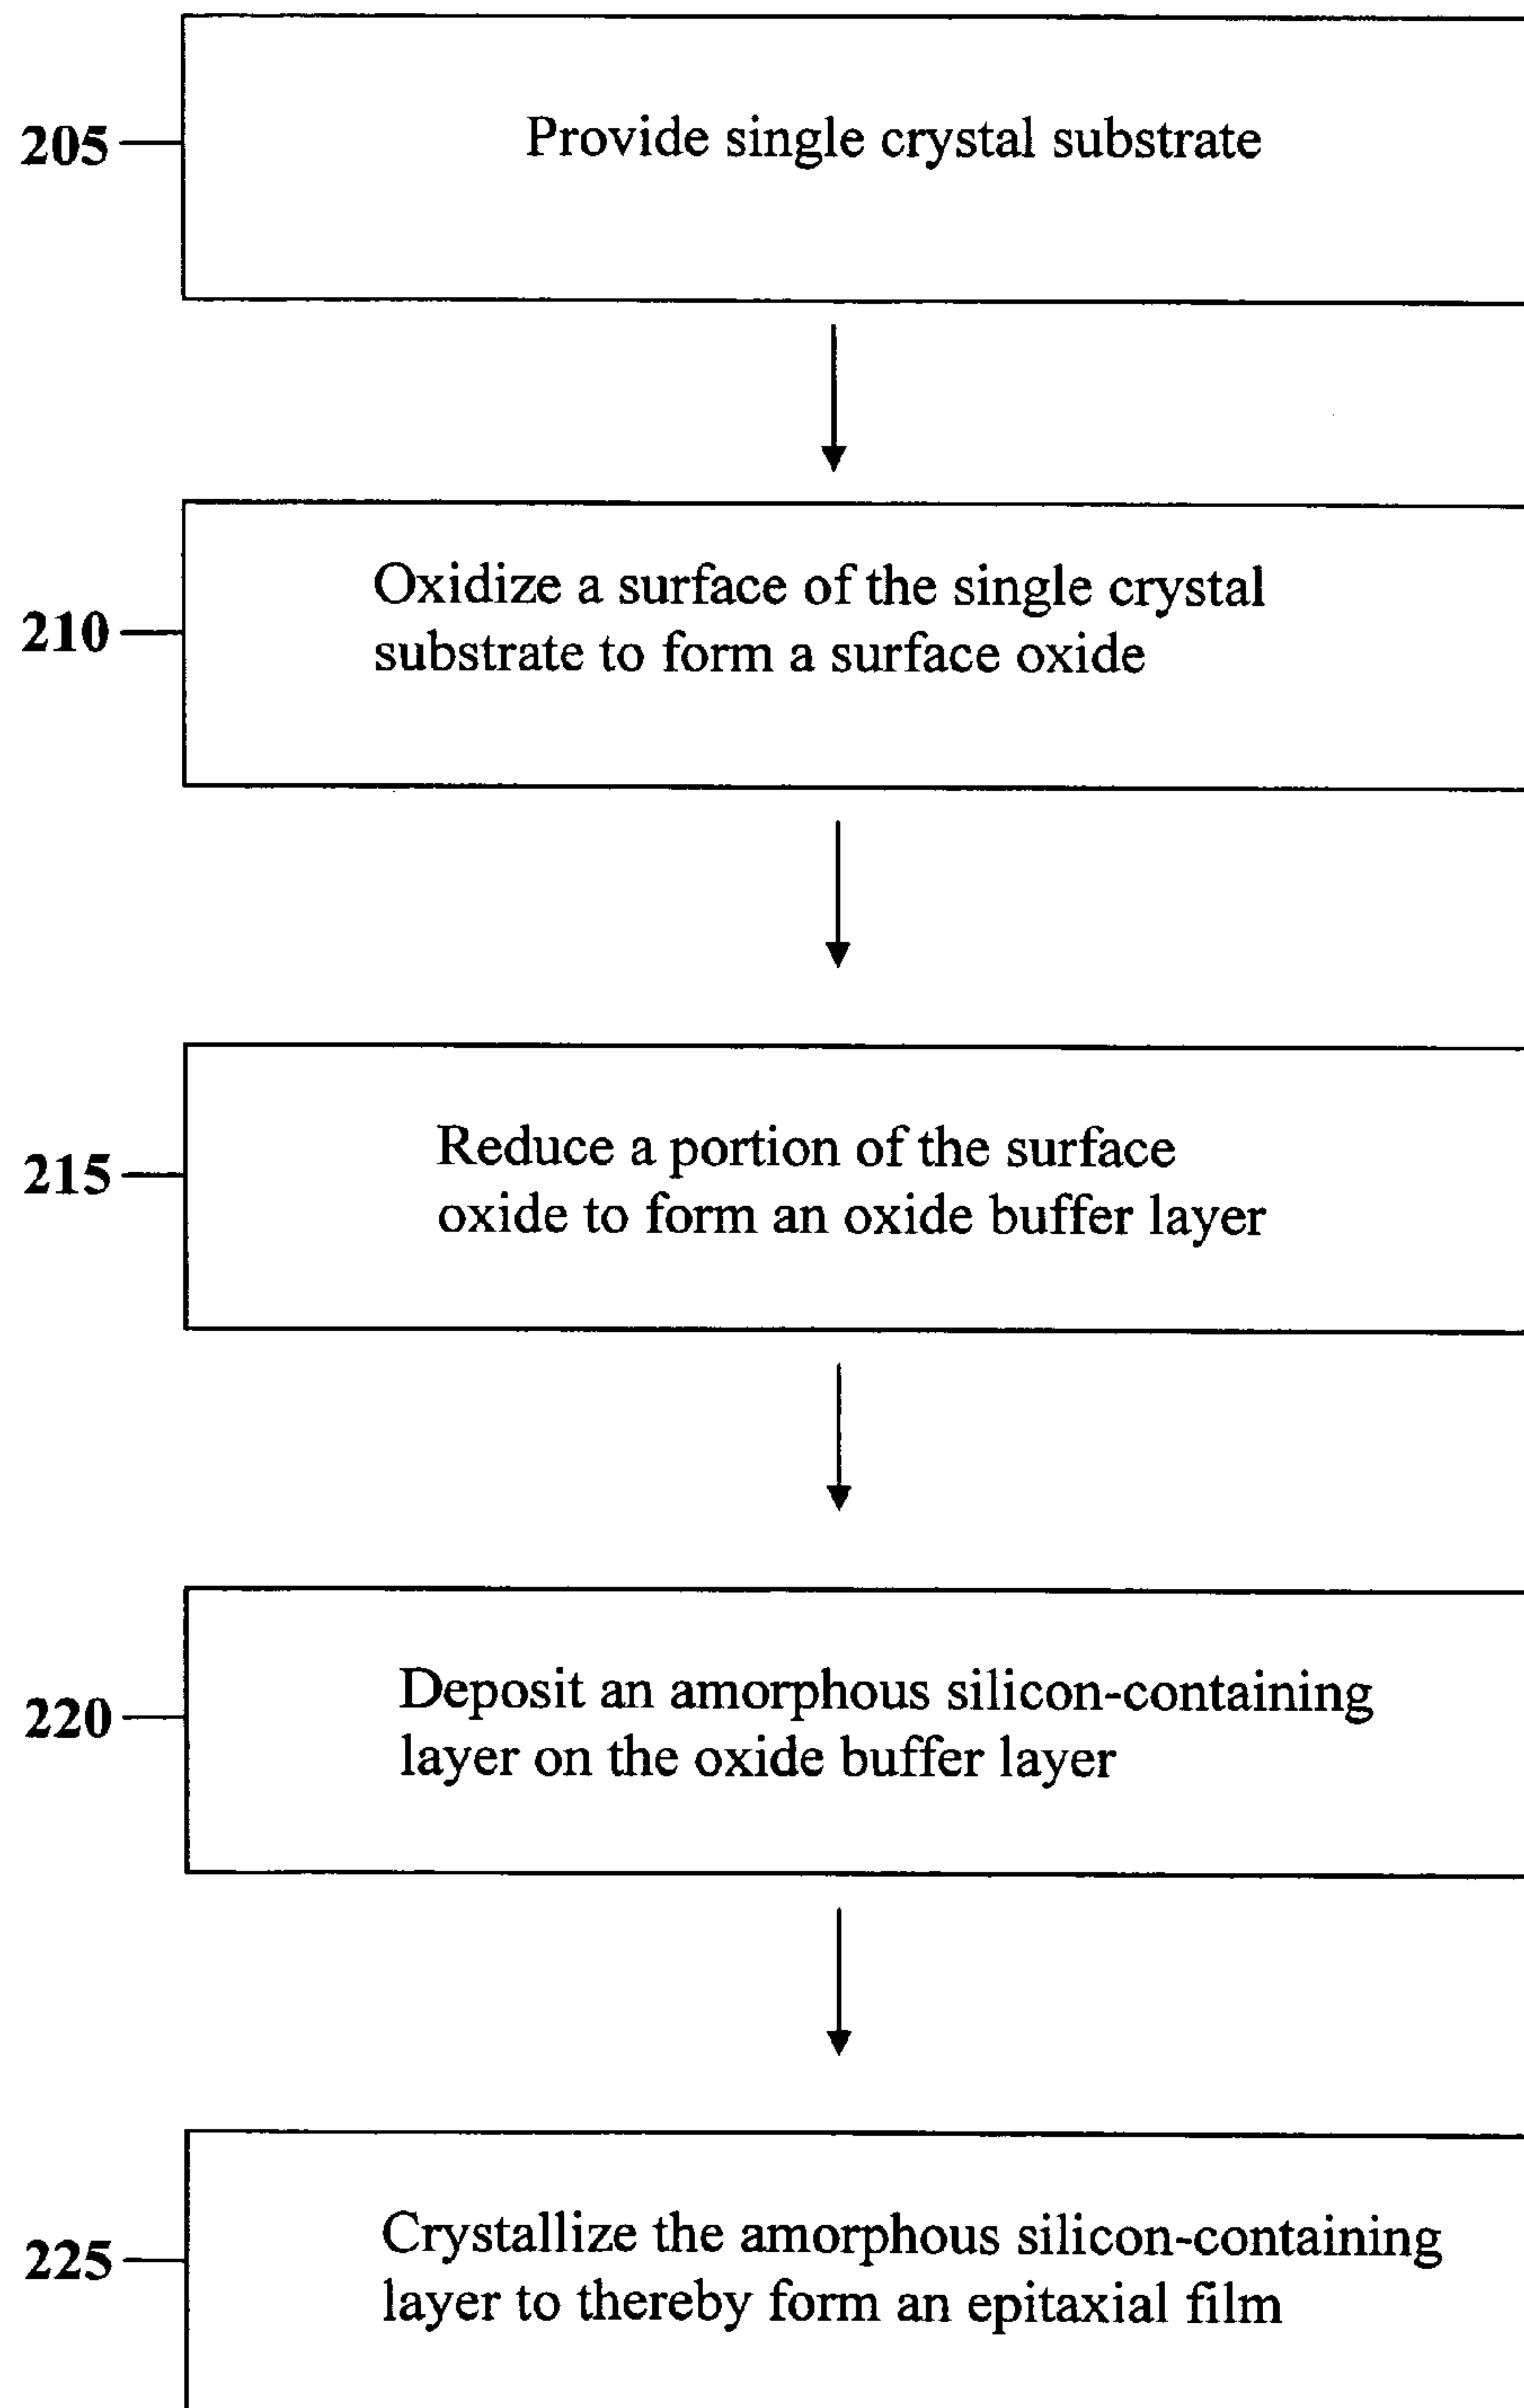 205
Provide single crystal substrate
210
Oxidize a surface of the single crystal
substrate to form a surface oxide
215
Reduce a portion of the surface
oxide to form an oxide buffer layer
220
Deposit an amorphous silicon-containing
layer on the oxide buffer layer
225
Crystallize the amorphous silicon-containing
layer to thereby form an epitaxial film